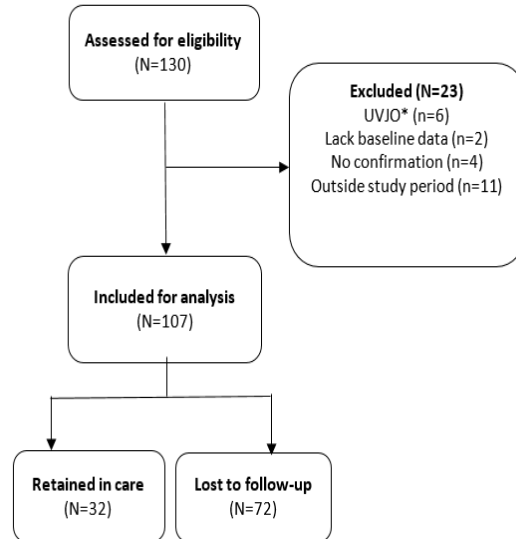 Assessed for eligibility
(N=130)
Excluded (N=23)
UVJO* (n=6)
Lack baseline data (n=2)
No confirmation (n=4)
Outside study period (n=11)
Included for analysis
(N=107)
Retained in care
(N=32)
Lost to follow-up
(N=72)